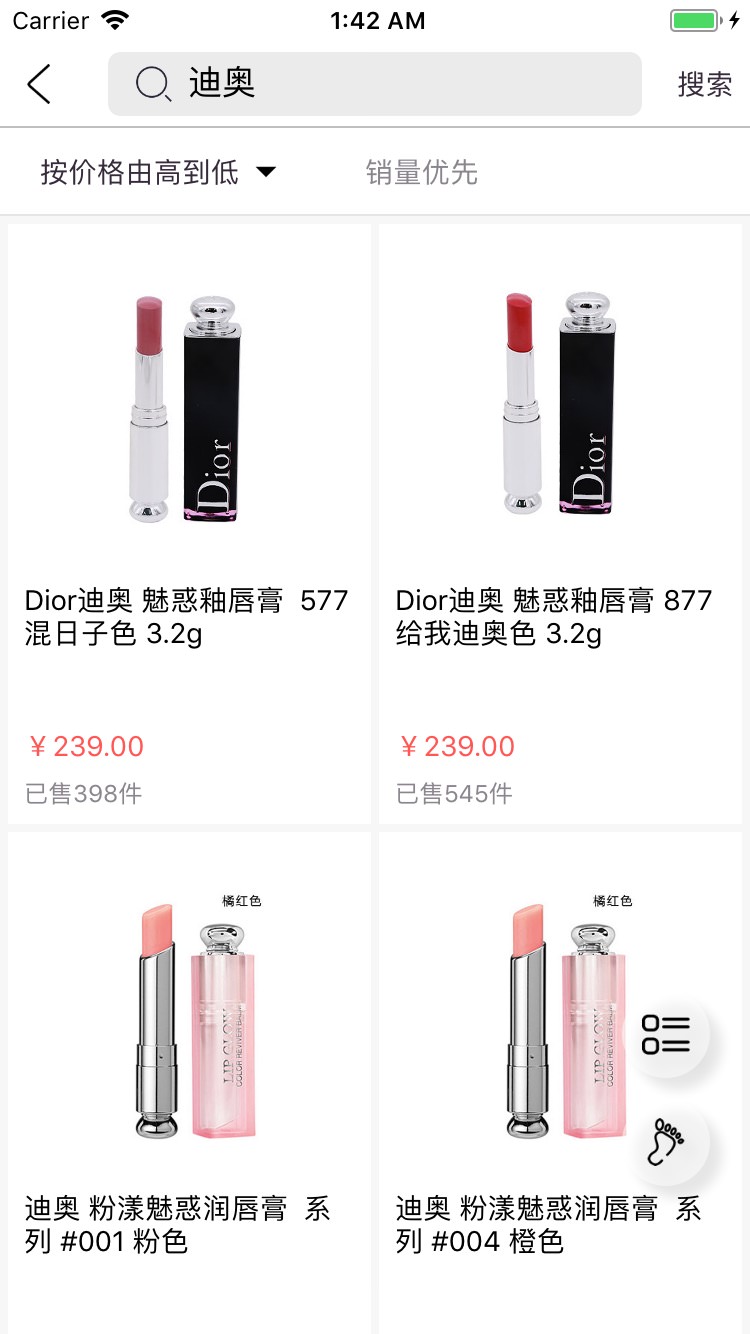 Carrier 1:42 AM
迪奥 搜索
按价格由高到低 销量优先
Dior
Dior
Dior迪奥 魅惑釉唇膏 577
混日子色 3.2g
￥239.00
已售398件
Dior迪奥 魅惑釉唇膏 877
给我迪奥色 3.2g
￥239.00
已售545件
橘红色
LIP GLOW
COLOR REVIVER BALM
橘红色
LIP GLOW
COLOR REVIVER BALM
迪奥 粉漾魅惑润唇膏 系
列 #001 粉色
迪奥 粉漾魅惑润唇膏 系
列 #004 橙色